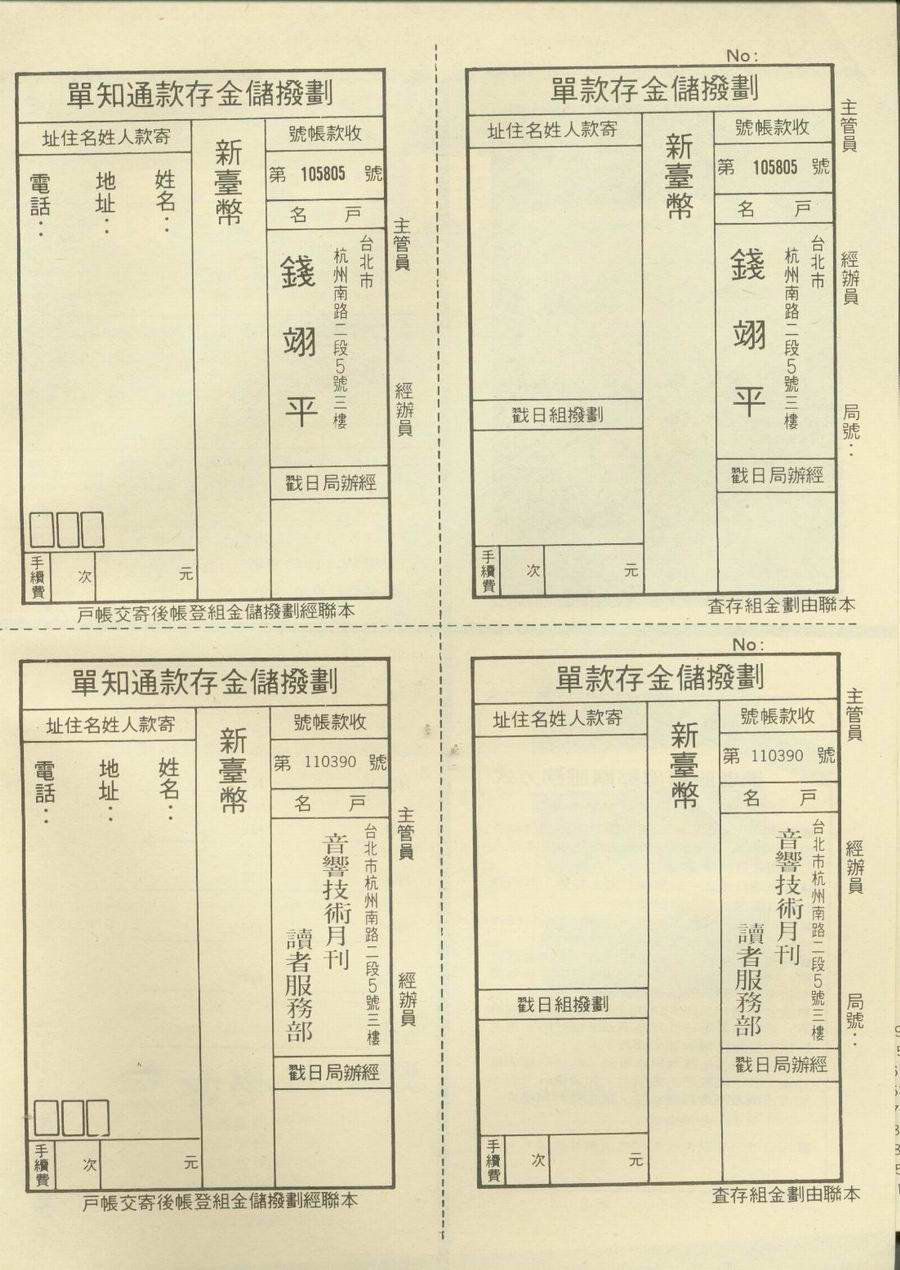 No:
劃撥儲金存款單
收款帳號
第 105805 號
戶名
台北市
杭州南路二段5號三樓
錢翊平
經辦局日戳
新臺幣
寄款人姓名住址
劃撥組日戳
手續費
次
元
主管員
經辦員
局號：
本聯由劃金組存查
劃撥儲金存款通知單
收款帳號
第 105805 號
戶名
台北市
杭州南路二段5號三樓
錢翊平
經辦局日戳
新臺幣
寄款人姓名住址
姓名：
地址：
電話：
手續費
次
元
主管員
經辦員
本聯經劃撥儲金組登帳後寄交帳戶
No:
劃撥儲金存款單
收款帳號
第 110390 號
戶名
台北市杭州南路二段5號三樓
音響技術月刊
讀者服務部
經辦局日戳
新臺幣
寄款人姓名住址
劃撥組日戳
手續費
次
元
主管員
經辦員
局號：
本聯由劃金組存查
劃撥儲金存款通知單
收款帳號
第 110390 號
戶名
台北市杭州南路二段5號三樓
音響技術月刊
讀者服務部
經辦局日戳
新臺幣
寄款人姓名住址
姓名：
地址：
電話：
手續費
次
元
主管員
經辦員
本聯經劃撥儲金組登帳後寄交帳戶